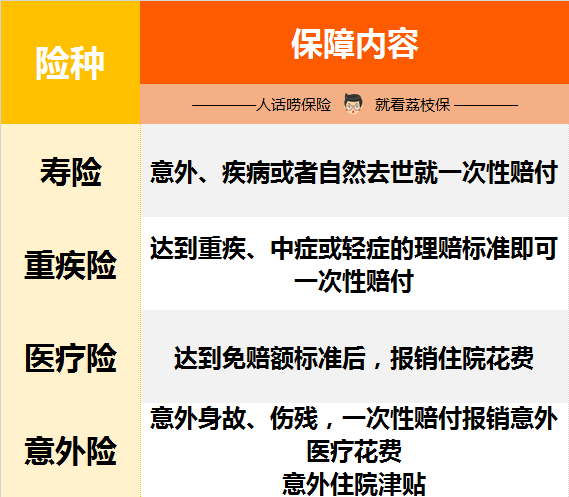 险种
保障内容
————人话唠保险 就看荔枝保————
寿险
意外、疾病或者自然去世就一次性赔付
重疾险
达到重疾、中症或轻症的理赔标准即可
一次性赔付
医疗险
达到免赔额标准后，报销住院花费
意外险
意外身故、伤残，一次性赔付报销意外
医疗花费
意外住院津贴